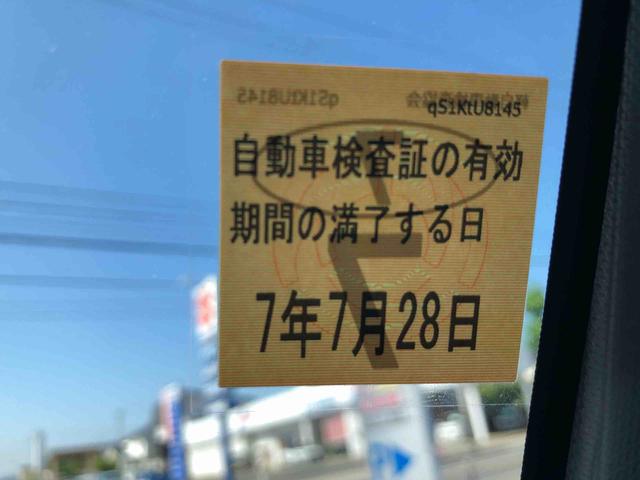 qS1KtU8145
自動車検査証の有効
期間の満了する日
7年7月28日